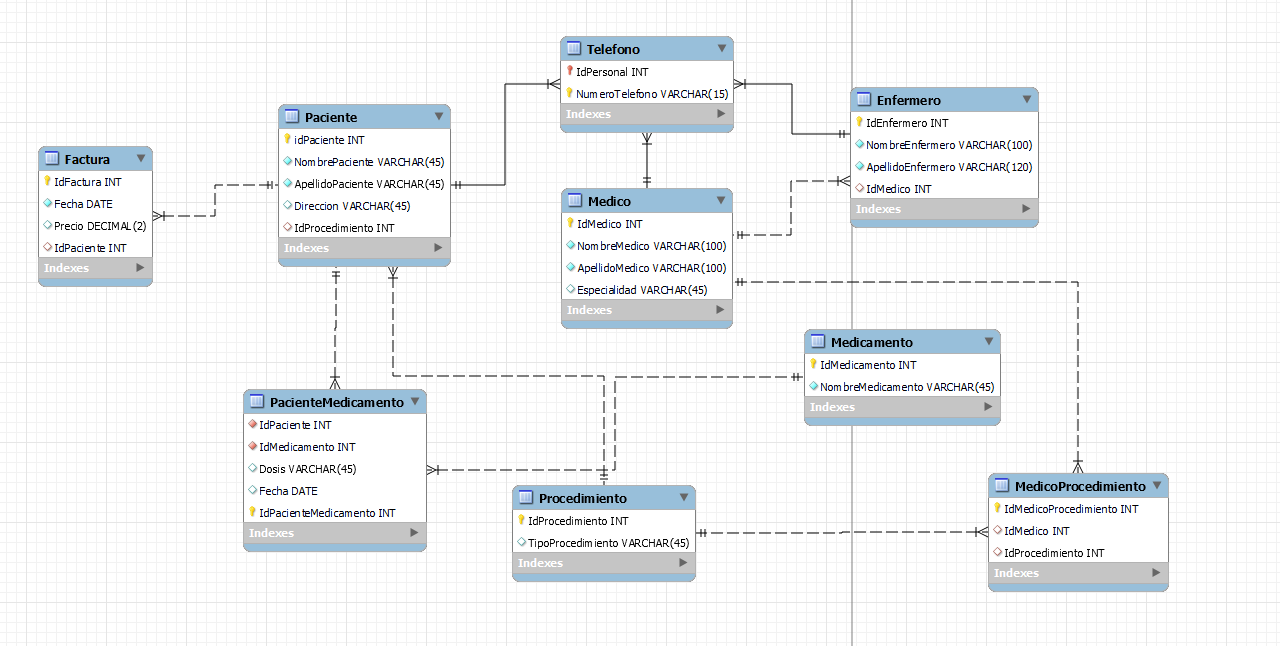 Telefono
IdPersonal INT
NumeroTelefono VARCHAR(15)
Indexes
Enfermero
IdEnfermero INT
NombreEnfermero VARCHAR(100)
ApellidoEnfermero VARCHAR(120)
IdMedico INT
Indexes
Paciente
idPaciente INT
NombrePaciente VARCHAR(45)
ApellidoPaciente VARCHAR(45)
Direccion VARCHAR(45)
IdProcedimiento INT
Indexes
Factura
IdFactura INT
Fecha DATE
Precio DECIMAL(2)
IdPaciente INT
Indexes
Medico
IdMedico INT
NombreMedico VARCHAR(100)
ApellidoMedico VARCHAR(100)
Especialidad VARCHAR(45)
Indexes
Medicamento
IdMedicamento INT
NombreMedicamento VARCHAR(45)
Indexes
PacienteMedicamento
IdPaciente INT
IdMedicamento INT
Dosis VARCHAR(45)
Fecha DATE
IdPacienteMedicamento INT
Indexes
Procedimiento
IdProcedimiento INT
TipoProcedimiento VARCHAR(45)
Indexes
MedicoProcedimiento
IdMedicoProcedimiento INT
IdMedico INT
IdProcedimiento INT
Indexes